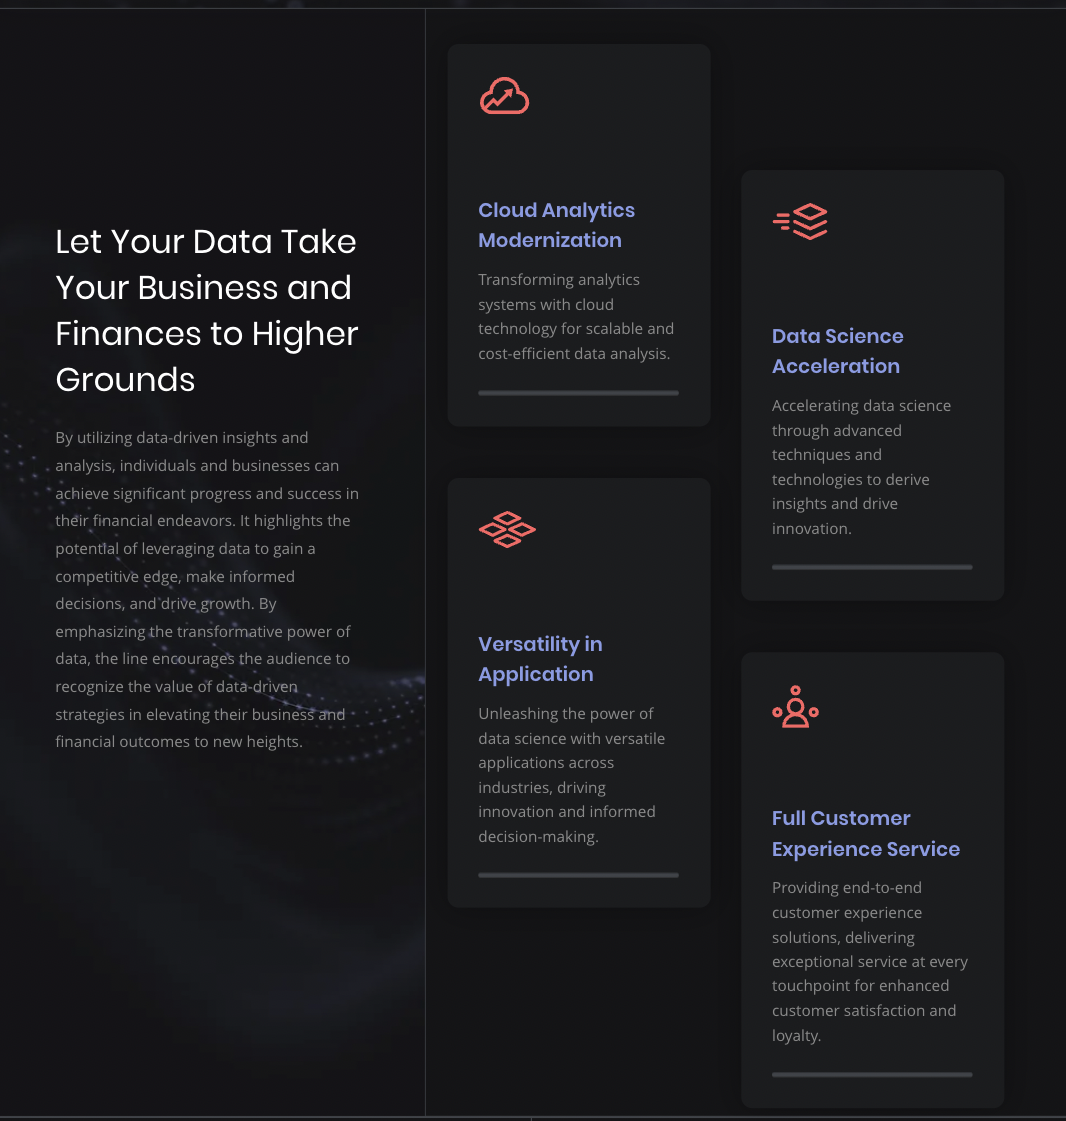 Let Your Data Take
Your Business and
Finances to Higher
Grounds
By utilizing data-driven insights and
analysis, individuals and businesses can
achieve significant progress and success in
their financial endeavors. It highlights the
potential of leveraging data to gain a
competitive edge, make informed
decisions, and drive growth. By
emphasizing the transformative power of
data, the line encourages the audience to
recognize the value of data-driven
strategies in elevating their business and
financial outcomes to new heights.
Cloud Analytics
Modernization
Transforming analytics
systems with cloud
technology for scalable and
cost-efficient data analysis.
Data Science
Acceleration
Accelerating data science
through advanced
techniques and
technologies to derive
insights and drive
innovation.
Versatility in
Application
Unleashing the power of
data science with versatile
applications across
industries, driving
innovation and informed
decision-making.
Full Customer
Experience Service
Providing end-to-end
customer experience
solutions, delivering
exceptional service at every
touchpoint for enhanced
customer satisfaction and
loyalty.